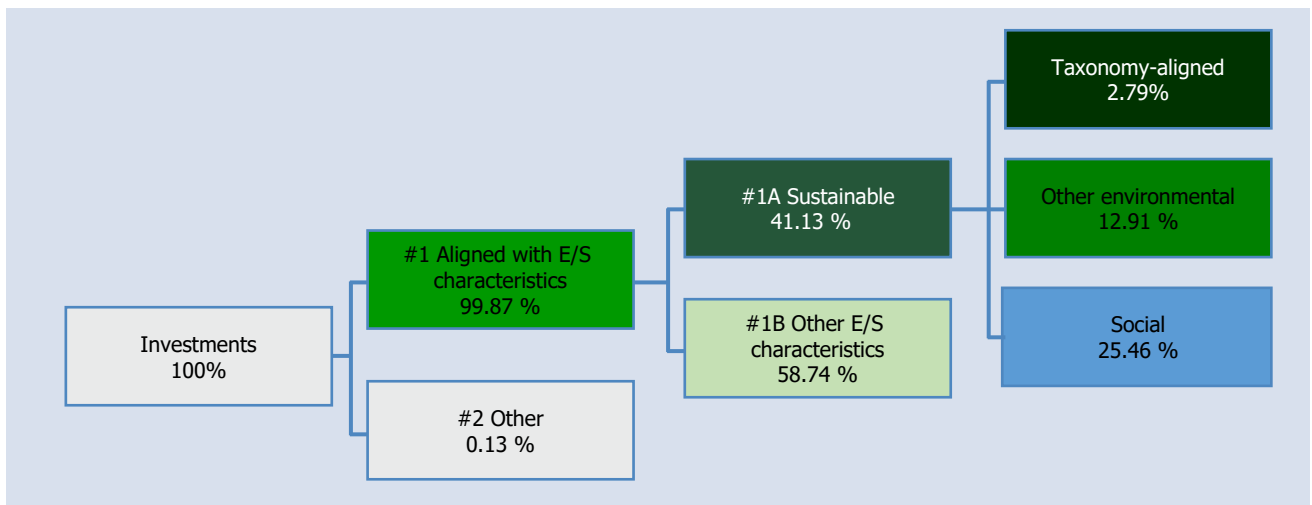 Investments
100%
#1 Aligned with E/S
characteristics
99.87 %
#2 Other
0.13 %
#1A Sustainable
41.13 %
#1B Other E/S
characteristics
58.74 %
Taxonomy-aligned
2.79%
Other environmental
12.91 %
Social
25.46 %